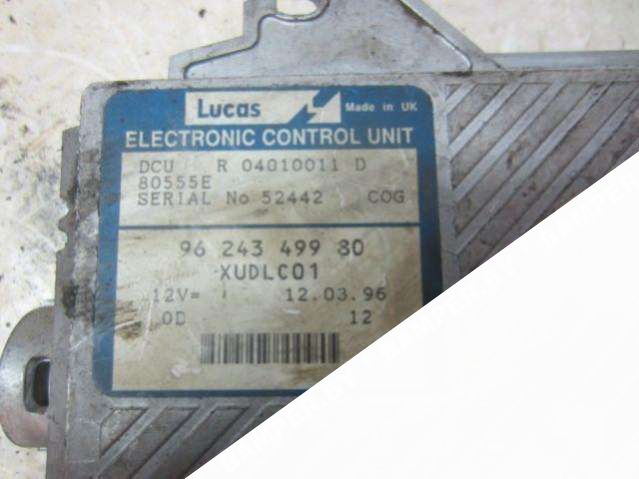 Lucas Made in UK
ELECTRONIC CONTROL UNIT
DCU R 04010011 D
80555E
SERIAL No 52442 COG
96 243 499 80
XUDLC01
12V= 12.03.96
0D 12